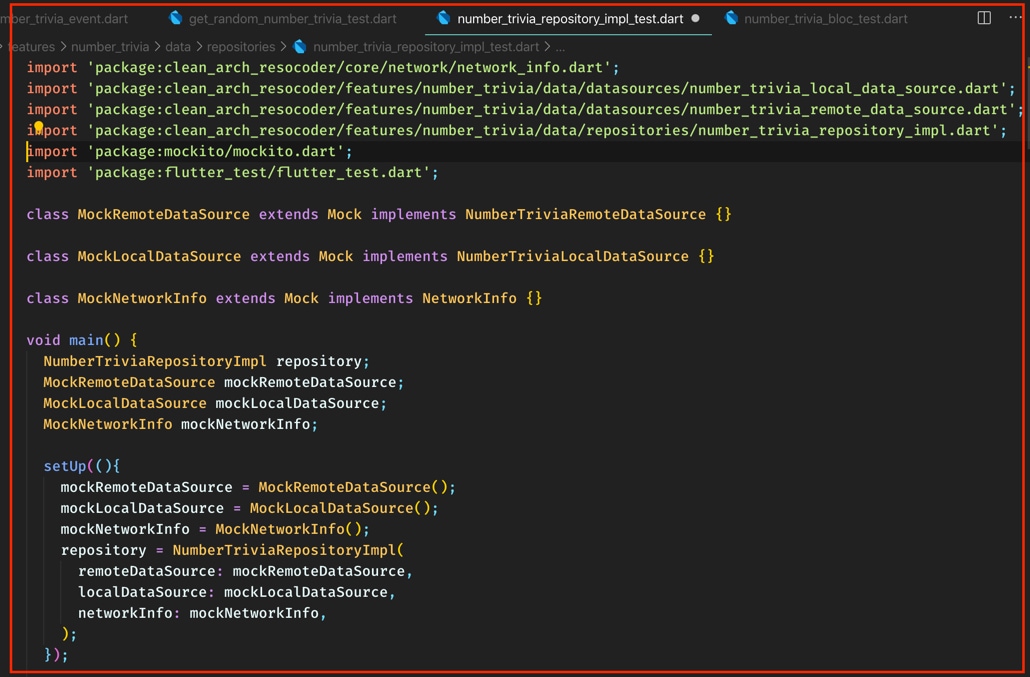 mber_trivia_event.dart get_random_number_trivia_test.dart number_trivia_repository_impl_test.dart number_trivia_bloc_test.dart
features > number_trivia > data > repositories > number_trivia_repository_impl_test.dart > ...
import 'package:clean_arch_resocoder/core/network/network_info.dart';
import 'package:clean_arch_resocoder/features/number_trivia/data/datasources/number_trivia_local_data_source.dart';
import 'package:clean_arch_resocoder/features/number_trivia/data/datasources/number_trivia_remote_data_source.dart';
import 'package:clean_arch_resocoder/features/number_trivia/data/repositories/number_trivia_repository_impl.dart';
import 'package:mockito/mockito.dart';
import 'package:flutter_test/flutter_test.dart';
class MockRemoteDataSource extends Mock implements NumberTriviaRemoteDataSource {}
class MockLocalDataSource extends Mock implements NumberTriviaLocalDataSource {}
class MockNetworkInfo extends Mock implements NetworkInfo {}
void main() {
NumberTriviaRepositoryImpl repository;
MockRemoteDataSource mockRemoteDataSource;
MockLocalDataSource mockLocalDataSource;
MockNetworkInfo mockNetworkInfo;
setUp((){
mockRemoteDataSource = MockRemoteDataSource();
mockLocalDataSource = MockLocalDataSource();
mockNetworkInfo = MockNetworkInfo();
repository = NumberTriviaRepositoryImpl(
remoteDataSource: mockRemoteDataSource,
localDataSource: mockLocalDataSource,
networkInfo: mockNetworkInfo,
);
});